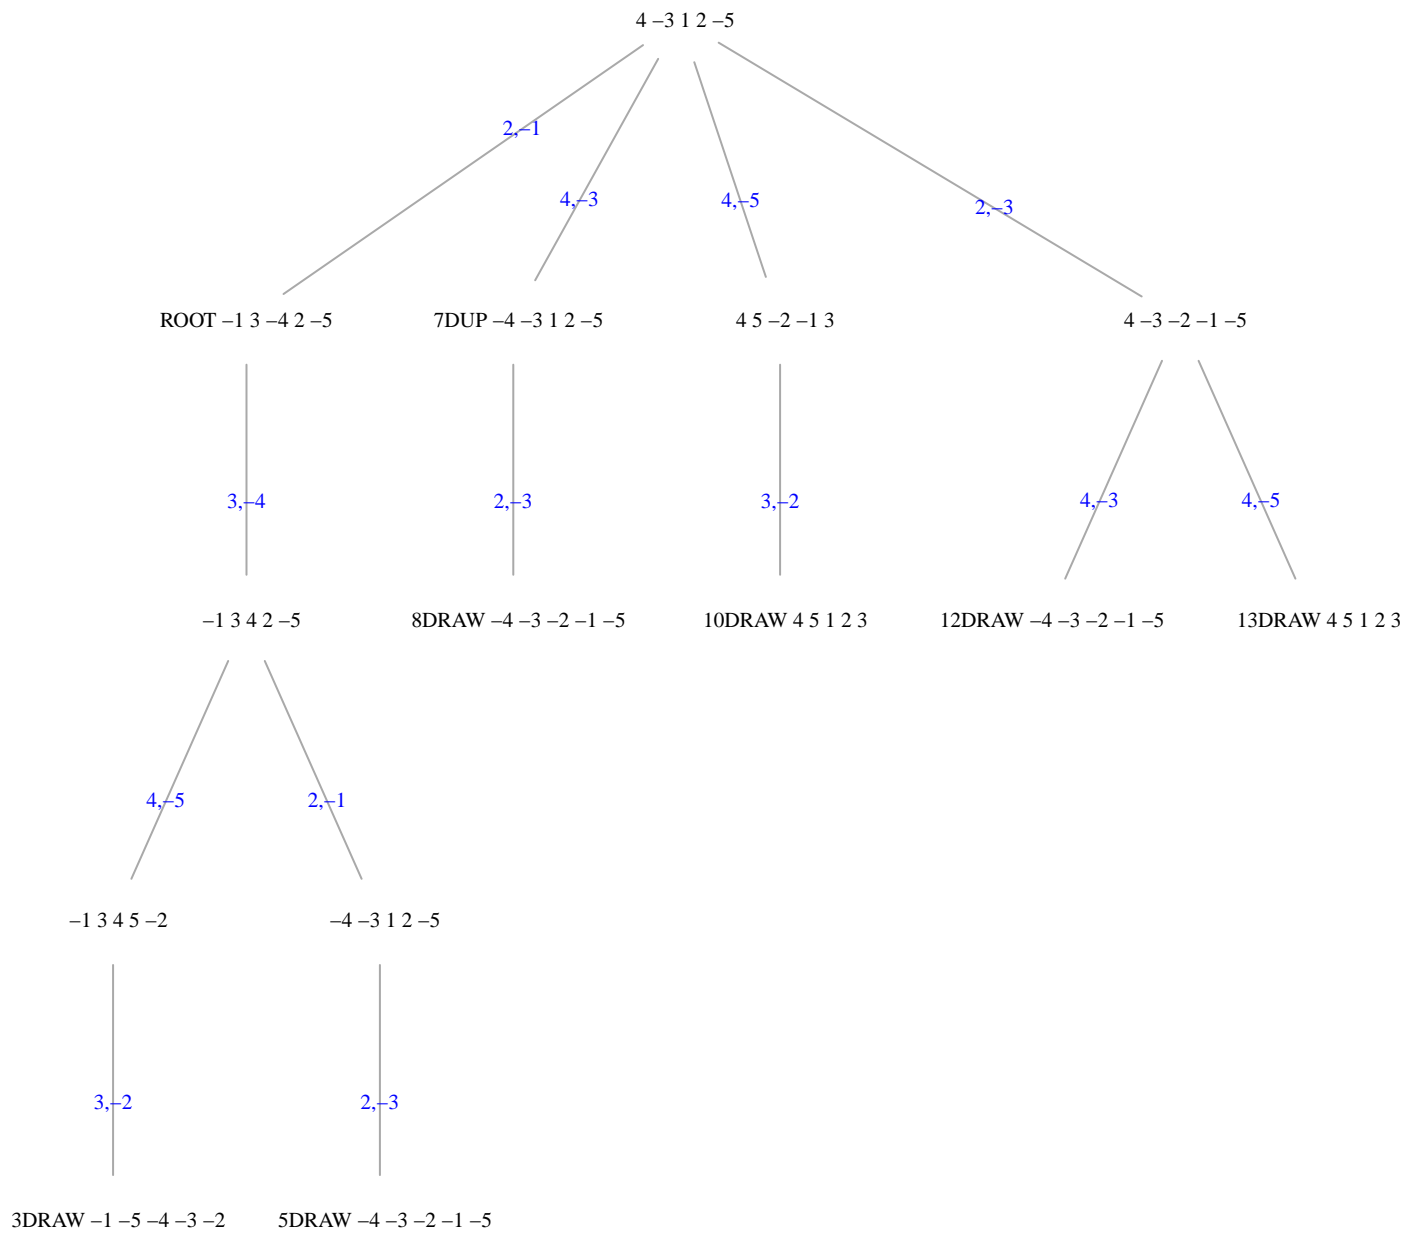 4 –3 1 2 –5
2,–1
4,–3
4,–5
2,–3
ROOT –1 3 –4 2 –5
7DUP –4 –3 1 2 –5
4 5 –2 –1 3
4 –3 –2 –1 –5
3,–4
2,–3
3,–2
4,–3
4,–5
–1 3 4 2 –5
8DRAW –4 –3 –2 –1 –5
10DRAW 4 5 1 2 3
12DRAW –4 –3 –2 –1 –5
13DRAW 4 5 1 2 3
4,–5
2,–1
–1 3 4 5 –2
–4 –3 1 2 –5
3,–2
2,–3
3DRAW –1 –5 –4 –3 –2
5DRAW –4 –3 –2 –1 –5